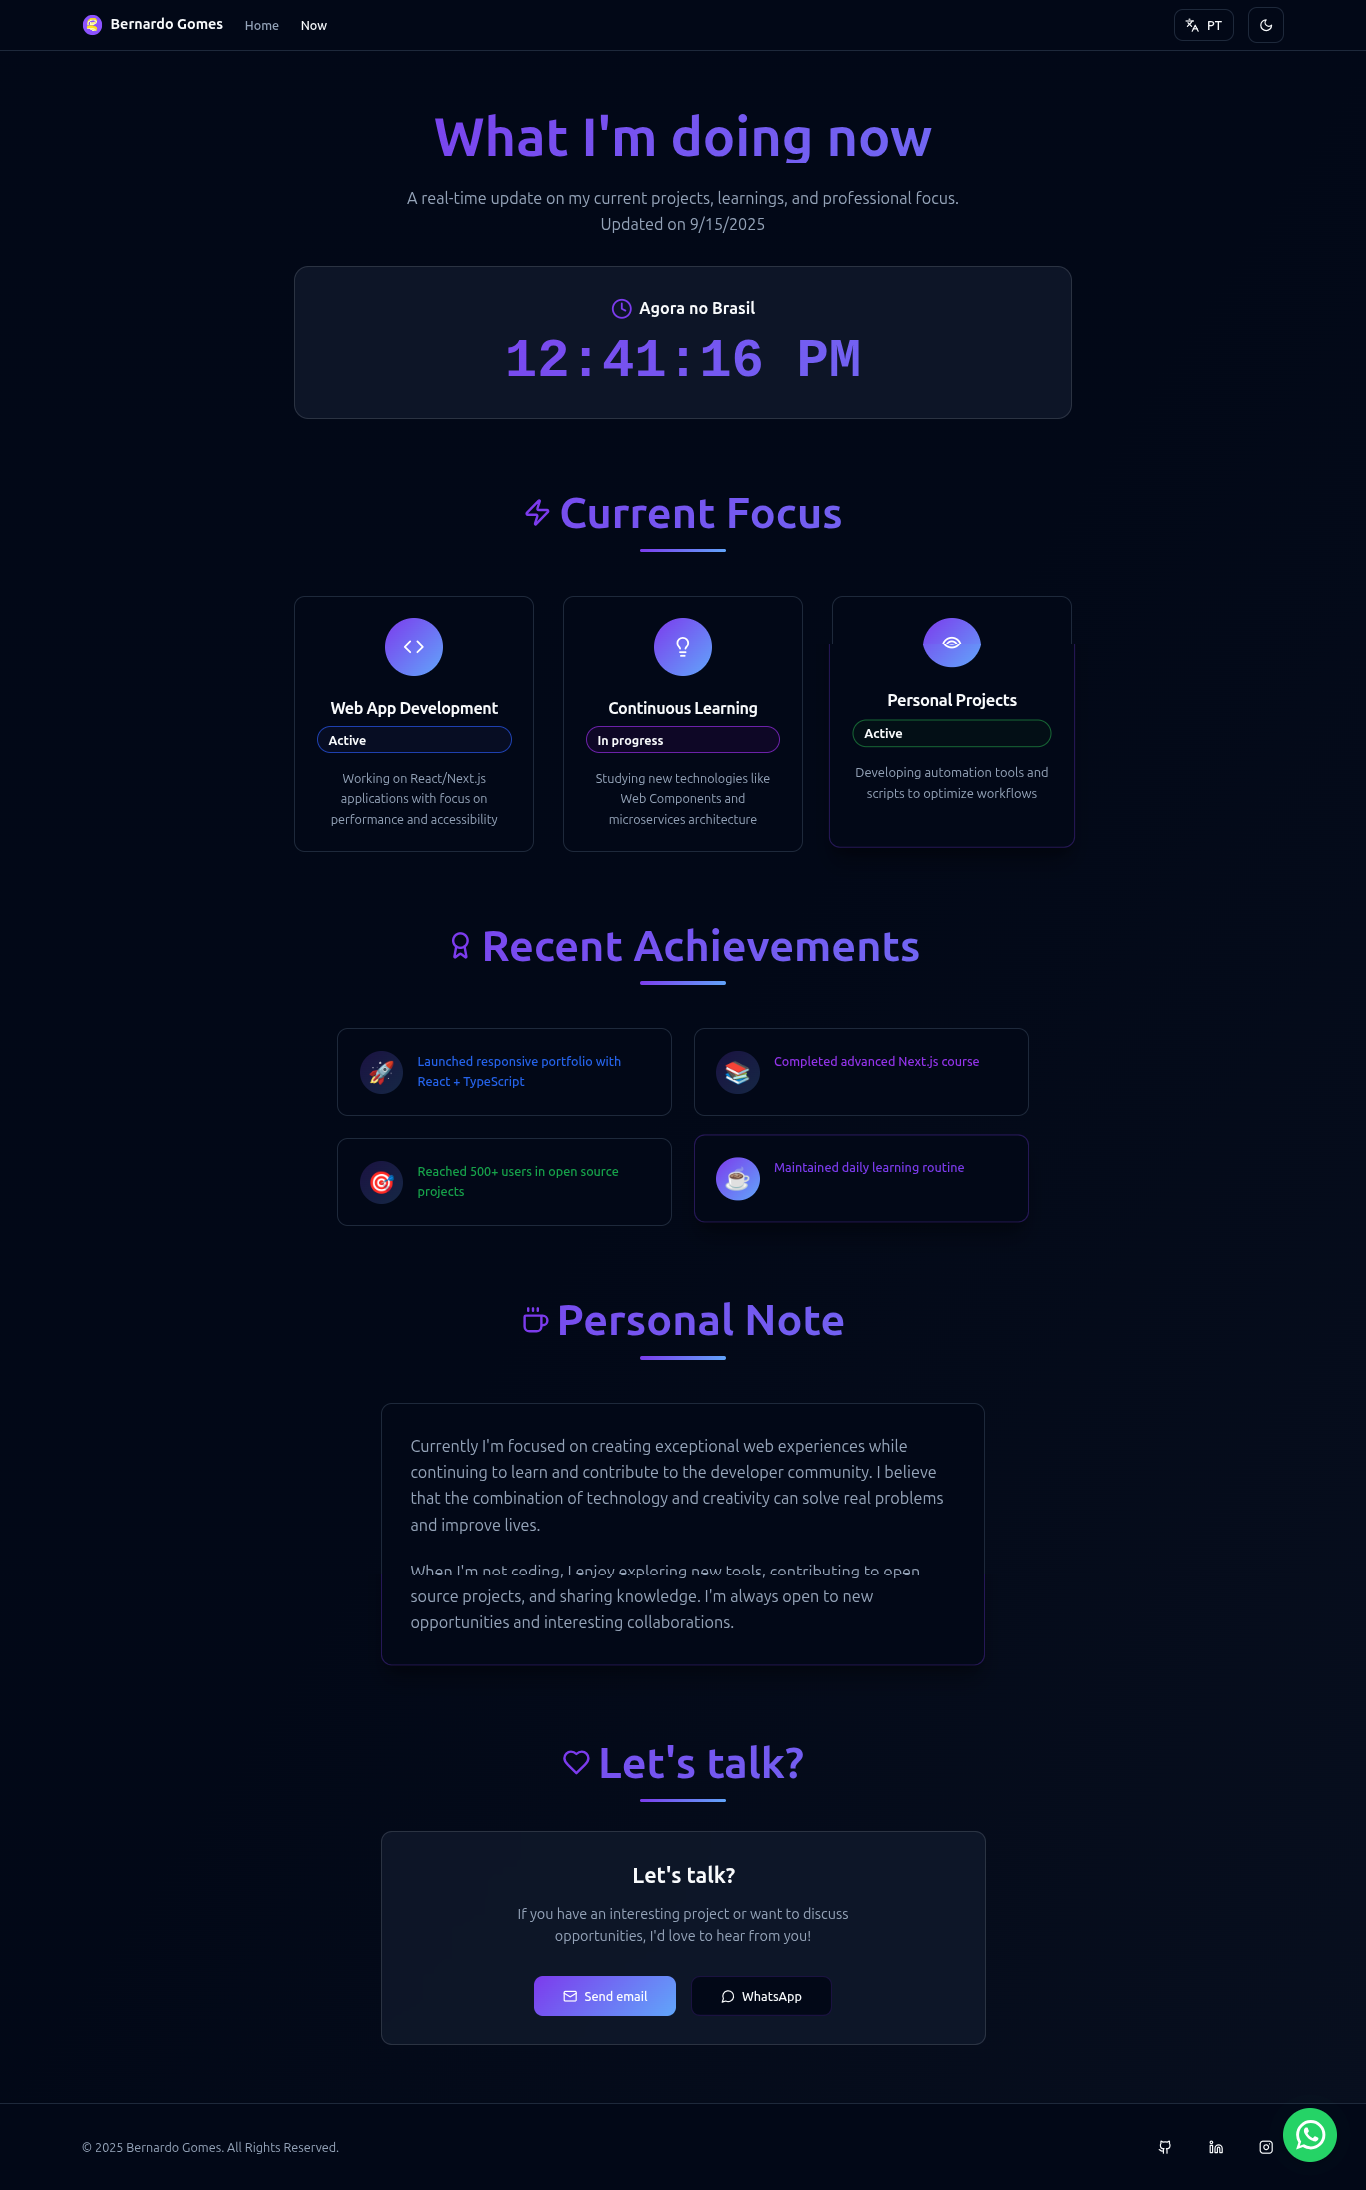 Bernardo Gomes Home Now PT
What I'm doing now
A real-time update on my current projects, learnings, and professional focus.
Updated on 9/15/2025
Agora no Brasil
12:41:16 PM
Current Focus
Web App Development
Active
Working on React/Next.js
applications with focus on
performance and accessibility
Continuous Learning
In progress
Studying new technologies like
Web Components and
microservices architecture
Personal Projects
Active
Developing automation tools and
scripts to optimize workflows
Recent Achievements
Launched responsive portfolio with
React + TypeScript
Completed advanced Next.js course
Reached 500+ users in open source
projects
Maintained daily learning routine
Personal Note
Currently I'm focused on creating exceptional web experiences while
continuing to learn and contribute to the developer community. I believe
that the combination of technology and creativity can solve real problems
and improve lives.
When I'm not coding, I enjoy exploring new tools, contributing to open
source projects, and sharing knowledge. I'm always open to new
opportunities and interesting collaborations.
Let's talk?
Let's talk?
If you have an interesting project or want to discuss
opportunities, I'd love to hear from you!
Send email
WhatsApp
© 2025 Bernardo Gomes. All Rights Reserved.